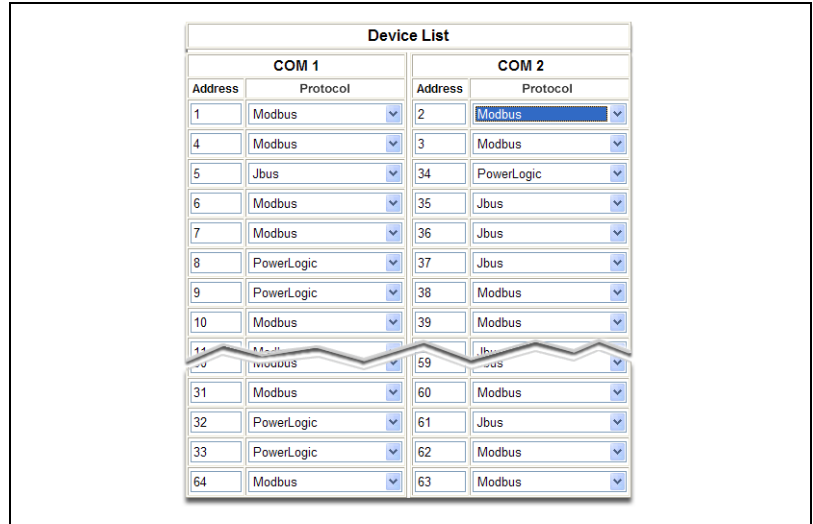 Device List
COM 1 COM 2
Address Protocol Address Protocol
1 Modbus 2 Modbus
4 Modbus 3 Modbus
5 Jbus 34 PowerLogic
6 Modbus 35 Jbus
7 Modbus 36 Jbus
8 PowerLogic 37 Jbus
9 PowerLogic 38 Modbus
10 Modbus 39 Modbus
59
31 Modbus 60 Modbus
32 PowerLogic 61 Jbus
33 PowerLogic 62 Modbus
64 Modbus 63 Modbus